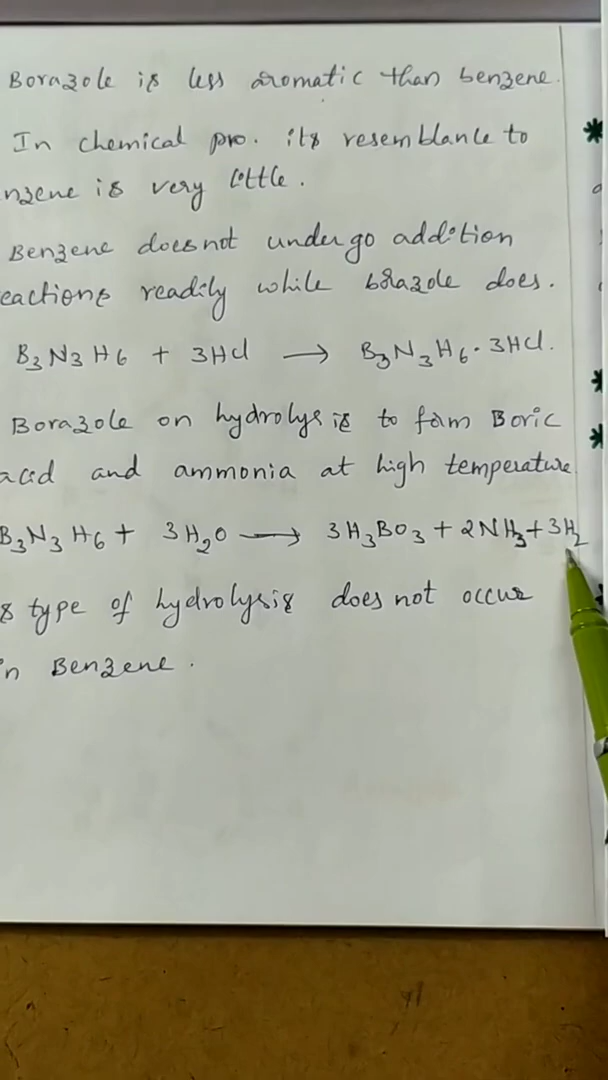 Borazole is less aromatic than benzene.
In chemical pro. its resemblance to
nzene is very little.
Benzene does not undergo addition
eactions readily while borazole does.
B3N3H6 + 3HCl → B3N3H6·3HCl.
Borazole on hydrolysis to form Boric
acid and ammonia at high temperature
B3N3H6 + 3H2O → 3H3BO3 + 2NH3 + 3H2
s type of hydrolysis does not occur
in Benzene.